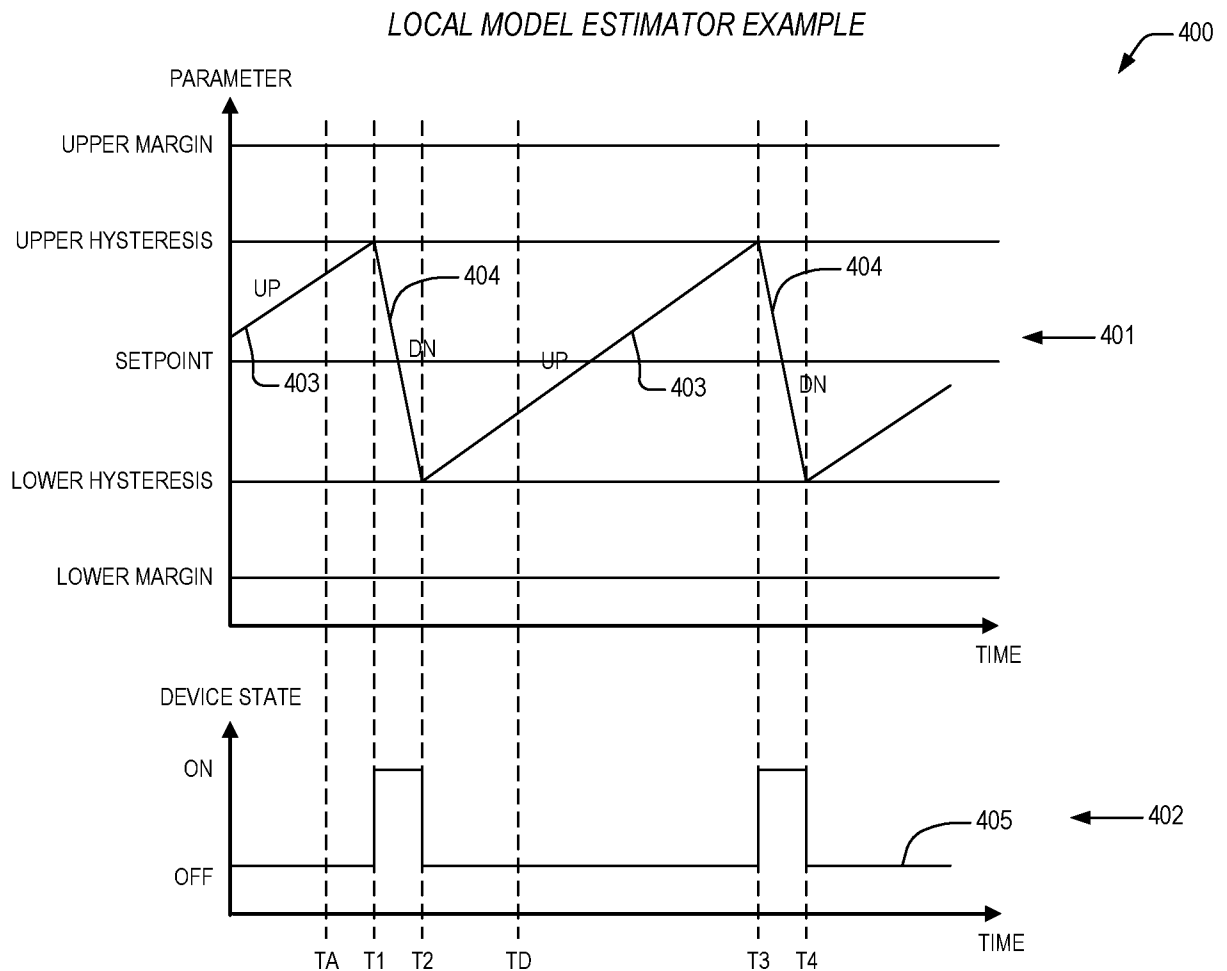 LOCAL MODEL ESTIMATOR EXAMPLE
400
PARAMETER
UPPER MARGIN
UPPER HYSTERESIS
404
404
UP
401
DN
SETPOINT
UP
403
403
DN
LOWER HYSTERESIS
LOWER MARGIN
TIME
DEVICE STATE
ON
405
402
OFF
TIME
TA T1 T2 TD T3 T4